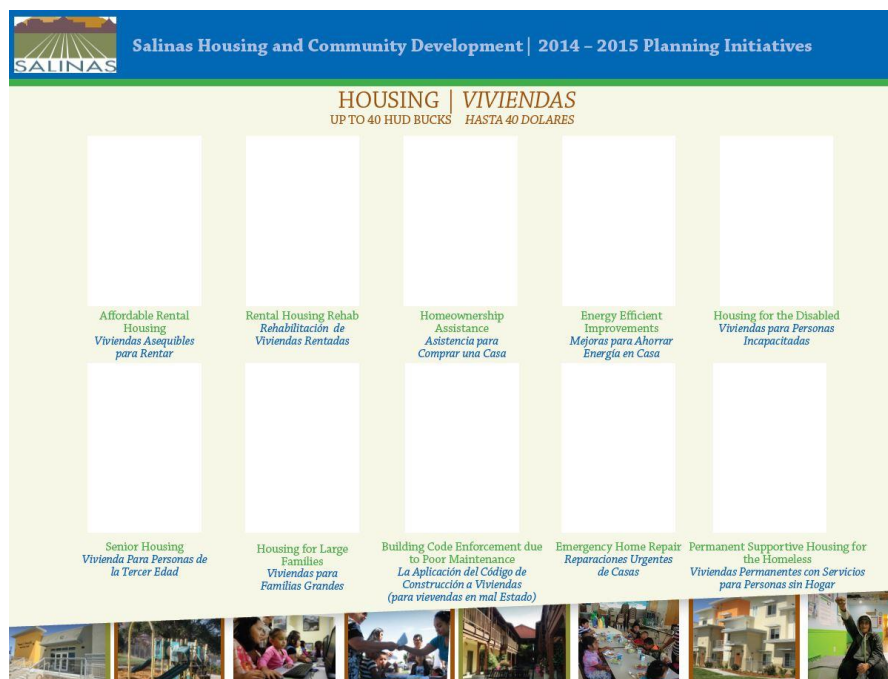 SALINAS
Salinas Housing and Community Development | 2014 – 2015 Planning Initiatives
HOUSING | VIVIENDAS
UP TO 40 HUD BUCKS HASTA 40 DOLARES
Affordable Rental
Housing
Viviendas Asequibles
para Rentar
Rental Housing Rehab
Rehabilitación de
Viviendas Rentadas
Homeownership
Assistance
Asistencia para
Comprar una Casa
Energy Efficient
Improvements
Mejoras para Ahorrar
Energía en Casa
Housing for the Disabled
Viviendas para Personas
Incapacitadas
Senior Housing
Vivienda Para Personas de
la Tercer Edad
Housing for Large
Families
Viviendas para
Familias Grandes
Building Code Enforcement due
to Poor Maintenance
La Aplicación del Código de
Construcción a Viviendas
(para vievendas en mal Estado)
Emergency Home Repair
Reparaciones Urgentes
de Casas
Permanent Supportive Housing for
the Homeless
Viviendas Permanentes con Servicios
para Personas sin Hogar